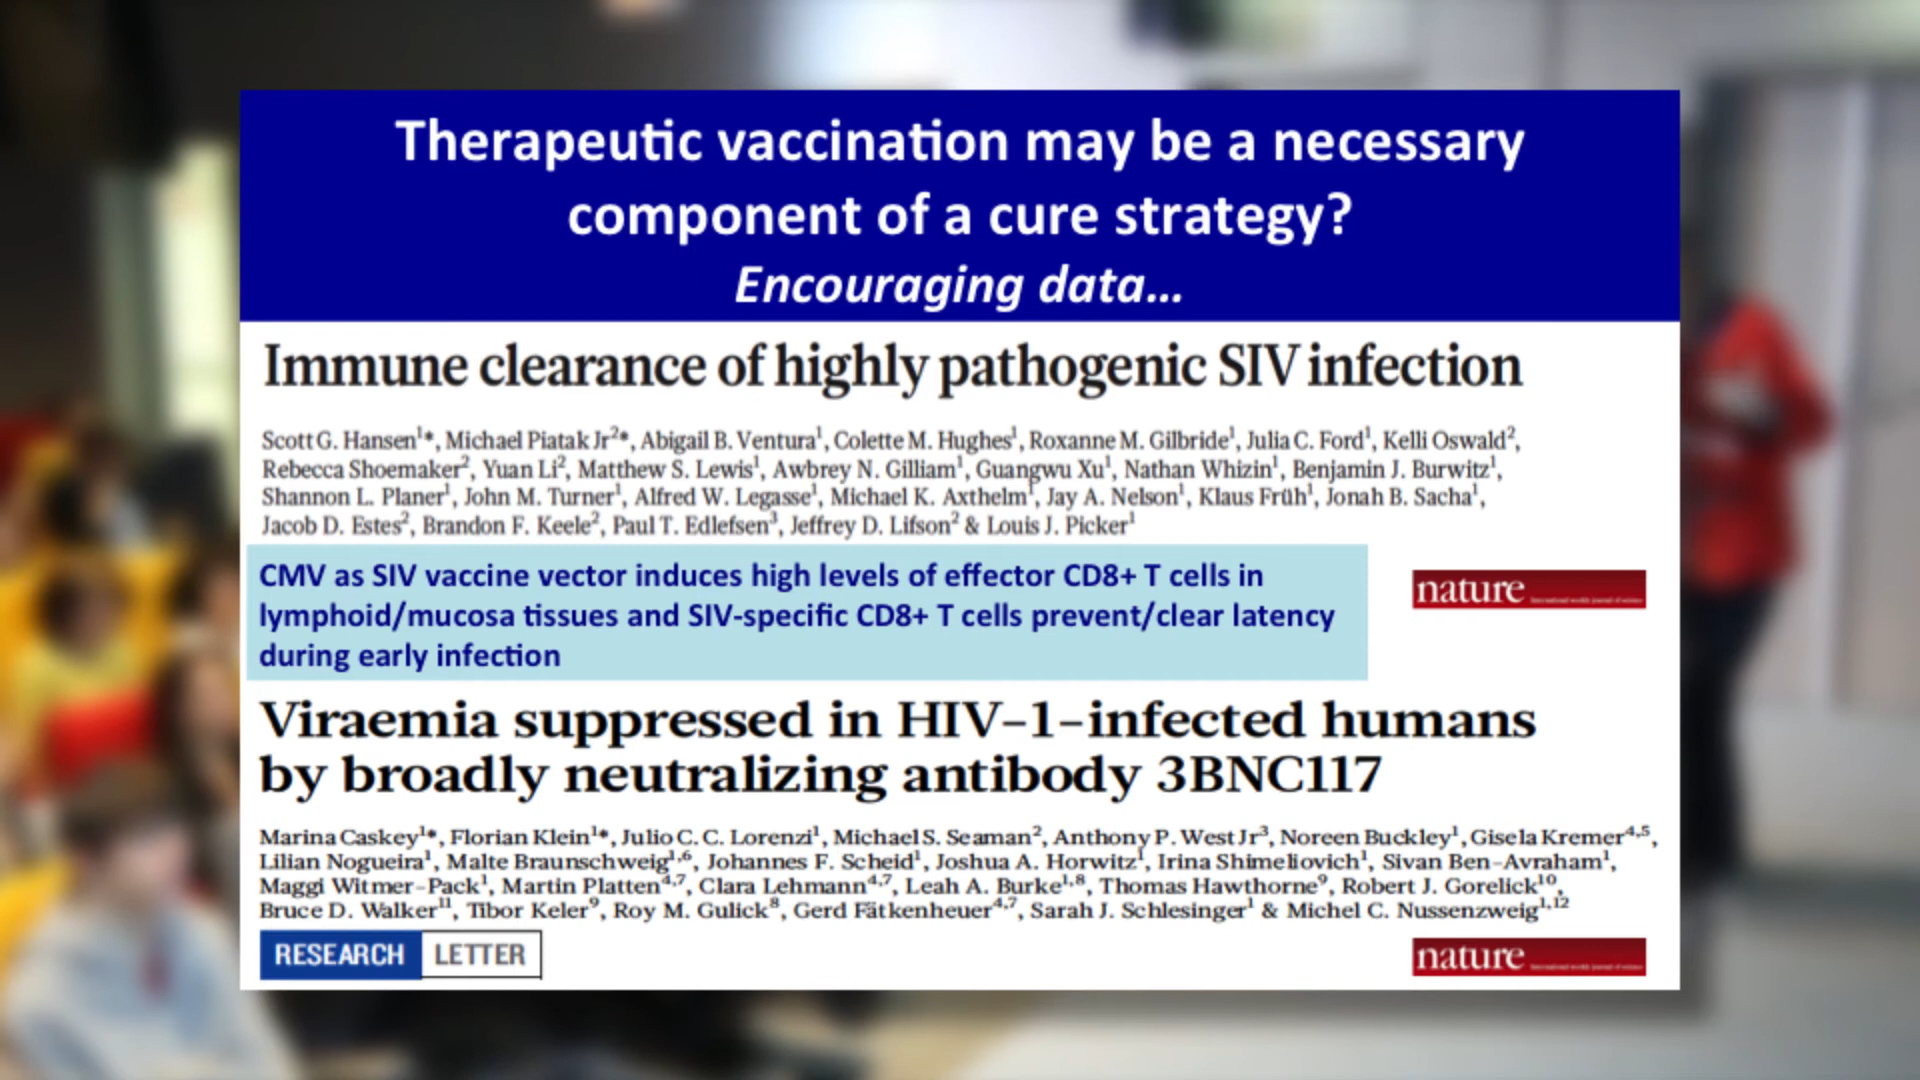 Therapeutic vaccination may be a necessary
component of a cure strategy?
Encouraging data...
Immune clearance of highly pathogenic SIV infection
Scott G. Hansen¹*, Michael Piatak Jr²*, Abigail B. Ventura¹, Colette M. Hughes¹, Roxanne M. Gilbride¹, Julia C. Ford¹, Kelli Oswald²,
Rebecca Shoemaker², Yuan Li², Matthew S. Lewis¹, Awbrey N. Gilliam¹, Guangwu Xu¹, Nathan Whizin¹, Benjamin J. Burwitz¹,
Shannon L. Planer¹, John M. Turner¹, Alfred W. Legasse¹, Michael K. Axthelm¹, Jay A. Nelson¹, Klaus Früh¹, Jonah B. Sacha¹,
Jacob D. Estes², Brandon F. Keele², Paul T. Edlefsen³, Jeffrey D. Lifson² & Louis J. Picker¹
CMV as SIV vaccine vector induces high levels of effector CD8+ T cells in
lymphoid/mucosa tissues and SIV-specific CD8+ T cells prevent/clear latency
during early infection
nature
Viraemia suppressed in HIV-1-infected humans
by broadly neutralizing antibody 3BNC117
Marina Caskey¹*, Florian Klein¹*, Julio C. C. Lorenzi¹, Michael S. Seaman², Anthony P. West Jr³, Noreen Buckley¹, Gisela Kremer⁴,⁵,
Lilian Nogueira¹, Malte Braunschweig¹,⁶, Johannes F. Scheid¹, Joshua A. Horwitz¹, Irina Shimeliovich¹, Sivan Ben-Avraham¹,
Maggi Witmer-Pack¹, Martin Platten⁴,⁷, Clara Lehmann⁴,⁷, Leah A. Burke¹,⁸, Thomas Hawthorne⁹, Robert J. Gorelick¹⁰,
Bruce D. Walker¹¹, Tibor Keler⁹, Roy M. Gulick⁸, Gerd Fätkenheuer⁴,⁷, Sarah J. Schlesinger¹ & Michel C. Nussenzweig¹,¹²
RESEARCH LETTER
nature